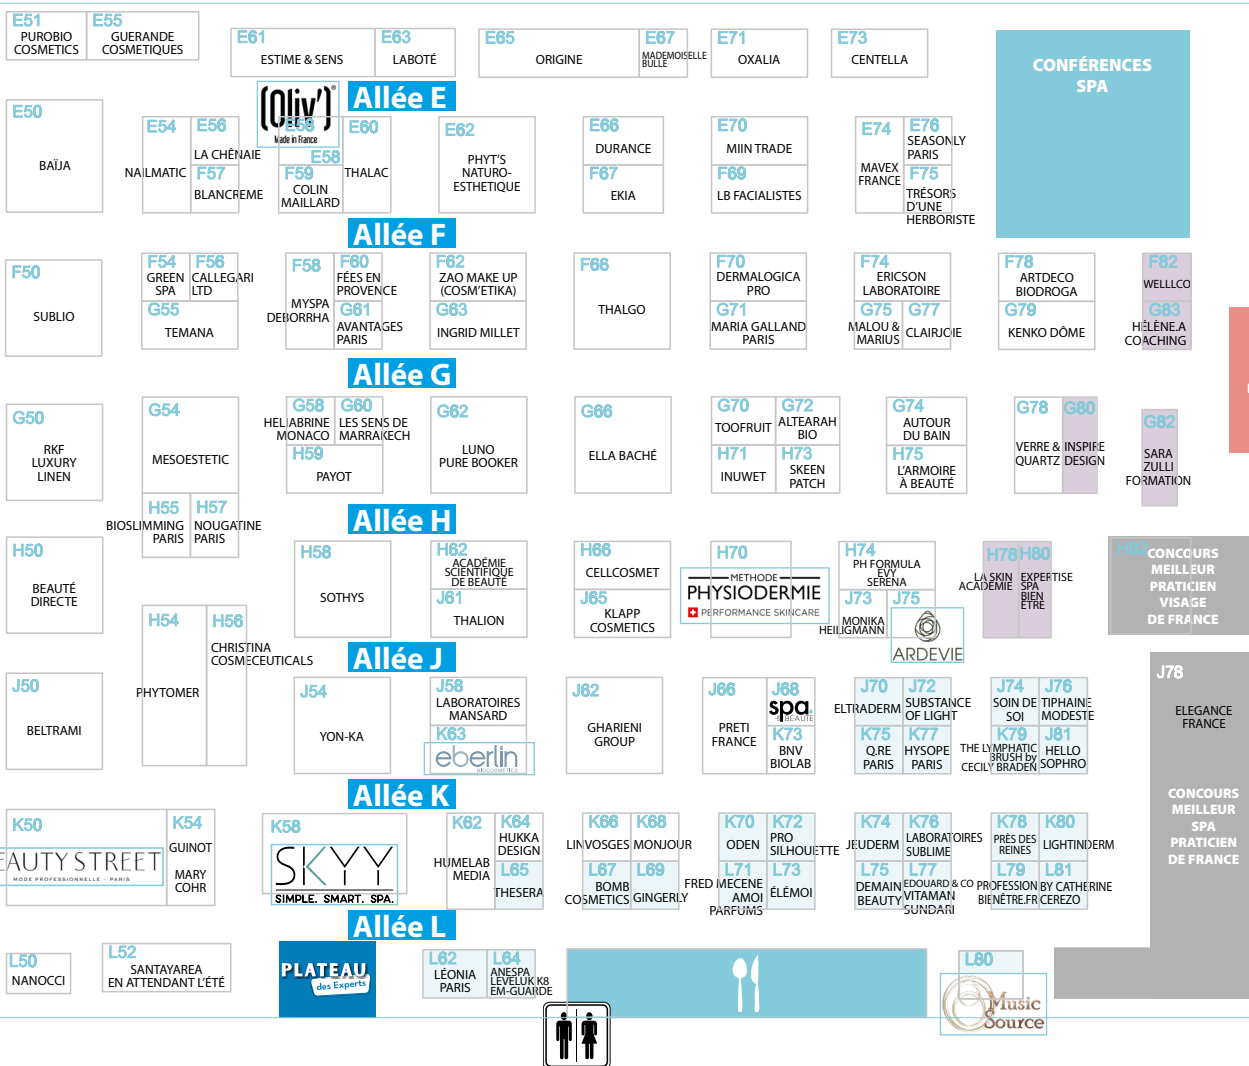 E51
PUROBIO
COSMETICS
E55
GUERANDE
COSMETIQUES
E61
ESTIME & SENS
E63
LABOTÉ
E65
ORIGINE
E67
MADEMOISELLE
BULLE
E71
OXALIA
E73
CENTELLA
CONFÉRENCES
SPA
(Oliv')
Made in France
Allée E
E50
BAÏJA
E54
NAILMATIC
E56
LA CHÊNAIE
F57
BLANCREME
E58
E58
F59
COLIN
MAILLARD
E60
THALAC
E62
PHYT'S
NATURO-
ESTHETIQUE
E66
DURANCE
F67
EKIA
E70
MIIN TRADE
F69
LB FACIALISTES
E74
MAVEX
FRANCE
E76
SEASONLY
PARIS
F75
TRÉSORS
D'UNE
HERBORISTE
Allée F
F50
SUBLIO
F54
GREEN
SPA
F56
CALLEGARI
LTD
G55
TEMANA
F58
MYSPA
DEBORRHA
F60
FÉES EN
PROVENCE
G61
AVANTAGES
PARIS
F62
ZAO MAKE UP
(COSM'ETIKA)
G63
INGRID MILLET
F66
THALGO
F70
DERMALOGICA
PRO
G71
MARIA GALLAND
PARIS
F74
ERICSON
LABORATOIRE
G75
MALOU &
MARIUS
G77
CLAIRJOIE
F78
ARTDECO
BIODROGA
G79
KENKO DÔME
F82
WELLLCO
G83
HÉLÈNE.A
COACHING
Allée G
G50
RKF
LUXURY
LINEN
G54
MESOESTETIC
H55
BIOSLIMMING
PARIS
H57
NOUGATINE
PARIS
G58
HELIABRINE
MONACO
G60
LES SENS DE
MARRAKECH
H59
PAYOT
G62
LUNO
PURE BOOKER
G66
ELLA BACHÉ
G70
TOOFRUIT
G72
ALTEARAH
BIO
H71
INUWET
H73
SKEEN
PATCH
G74
AUTOUR
DU BAIN
H75
L'ARMOIRE
À BEAUTÉ
G78
VERRE &
QUARTZ
G80
INSPIRE
DESIGN
G82
SARA
ZULLI
FORMATION
Allée H
H50
BEAUTÉ
DIRECTE
H54
PHYTOMER
H56
CHRISTINA
COSMECEUTICALS
H58
SOTHYS
H62
ACADÉMIE
SCIENTIFIQUE
DE BEAUTÉ
J61
THALION
H66
CELLCOSMET
J65
KLAPP
COSMETICS
H70
METHODE
PHYSIODERMIE
PERFORMANCE SKINCARE
H74
PH FORMULA
EVY
SERENA
J73
MONIKA
HEILIGMANN
J75
ARDEVIE
H78
LA SKIN
ACADÉMIE
H80
EXPERTISE
SPA
BIEN
ETRE
H82
CONCOURS
MEILLEUR
PRATICIEN
VISAGE
DE FRANCE
Allée J
J50
BELTRAMI
J54
YON-KA
J58
LABORATOIRES
MANSARD
K63
eberlin
BIOCOSMETICS
J62
GHARIENI
GROUP
J66
PRETI
FRANCE
J68
spa
BEAUTÉ
K73
BNV
BIOLAB
J70
ELTRADERM
J72
SUBSTANCE
OF LIGHT
K75
Q.RE
PARIS
K77
HYSOPE
PARIS
J74
SOIN DE
SOI
J76
TIPHAINE
MODESTE
K79
THE LYMPHATIC
BRUSH by
CECILY BRADEN
J81
HELLO
SOPHRO
J78
ELEGANCE
FRANCE
CONCOURS
MEILLEUR
SPA
PRATICIEN
DE FRANCE
Allée K
K50
EAUTY STREET
MODE PROFESSIONNELLE - PARIS
K54
GUINOT
MARY
COHR
K58
SKYY
SIMPLE. SMART. SPA.
K62
HUMELAB
MEDIA
K64
HUKKA
DESIGN
L65
THESERA
K66
LINVOSGES
K68
MONJOUR
L67
BOMB
COSMETICS
L69
GINGERLY
K70
ODEN
K72
PRO
SILHOUETTE
L71
FRED MECENE
AMOI
PARFUMS
L73
ÉLÉMOI
K74
JEUDERM
K76
LABORATOIRES
SUBLIME
L75
DEMAIN
BEAUTY
L77
EDOUARD & CO
VITAMAN
SUNDARI
K78
PRÈS DES
REINES
K80
LIGHTINDERM
L79
PROFESSION
BIENÊTRE.FR
L81
BY CATHERINE
CEREZO
Allée L
L50
NANOCCI
L52
SANTAYAREA
EN ATTENDANT L'ÉTÉ
PLATEAU
des Experts
L62
LÉONIA
PARIS
L64
ANESPA
LEVELUK K8
EM-GUARDE
L80
Music
Source